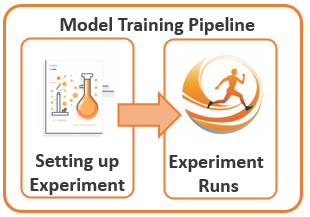 Model Training Pipeline
Setting up
Experiment
Experiment
Runs